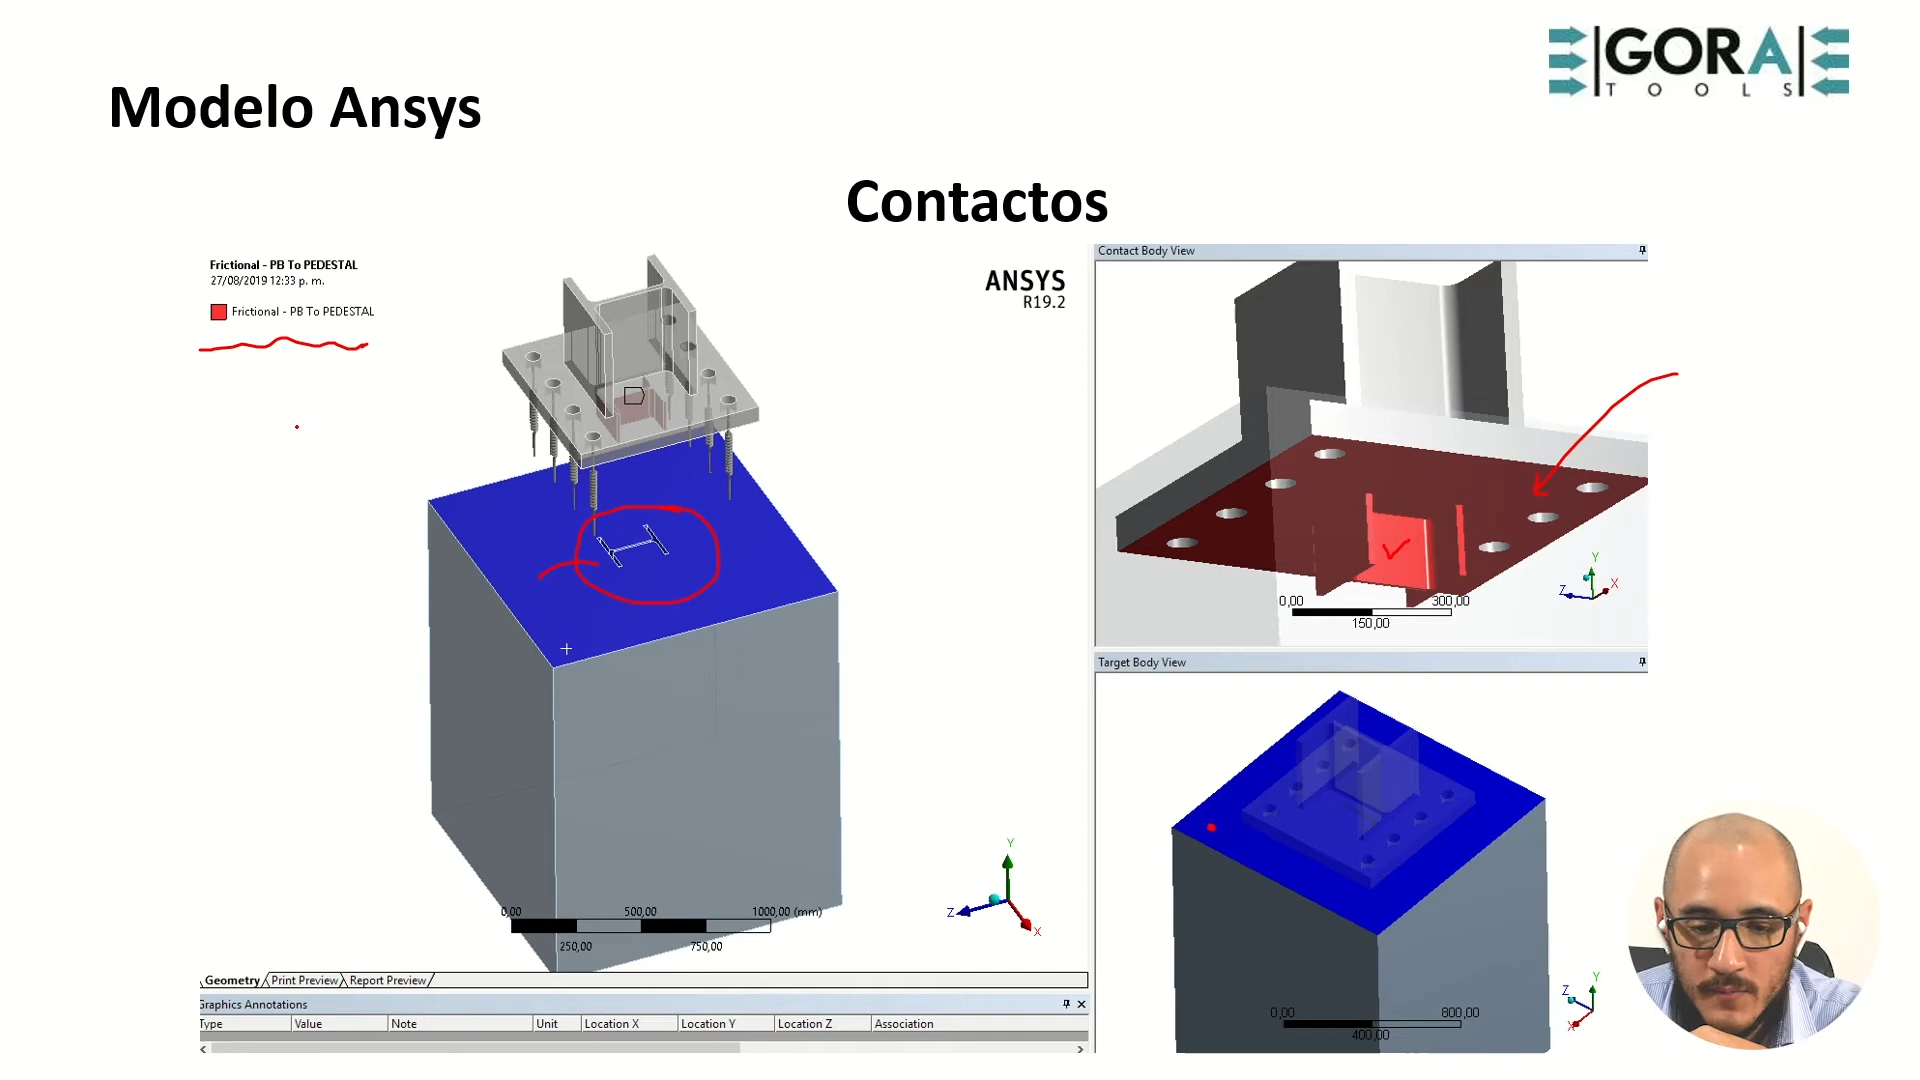 GORA
TOOLS
Modelo Ansys
Contactos
Frictional - PB To PEDESTAL
27/08/2019 12:33 p. m.
Frictional - PB To PEDESTAL
ANSYS
R19.2
0,00 500,00 1000,00 (mm)
250,00 750,00
Y
Z
X
Geometry Print Preview Report Preview
Graphics Annotations
Type Value Note Unit Location X Location Y Location Z Association
Contact Body View
0,00 300,00
150,00
Y
Z
X
Target Body View
0,00 800,00
400,00
Y
Z
X